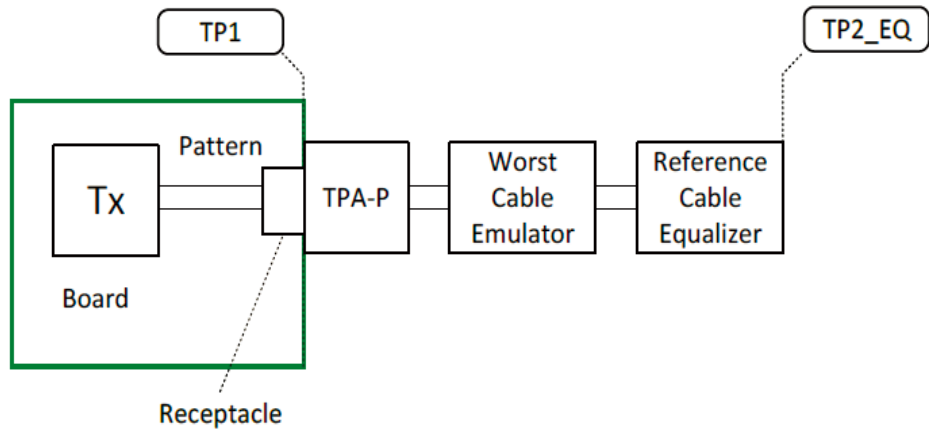 TP1
TP2_EQ
Pattern
Tx
TPA-P
Worst
Cable
Emulator
Reference
Cable
Equalizer
Board
Receptacle